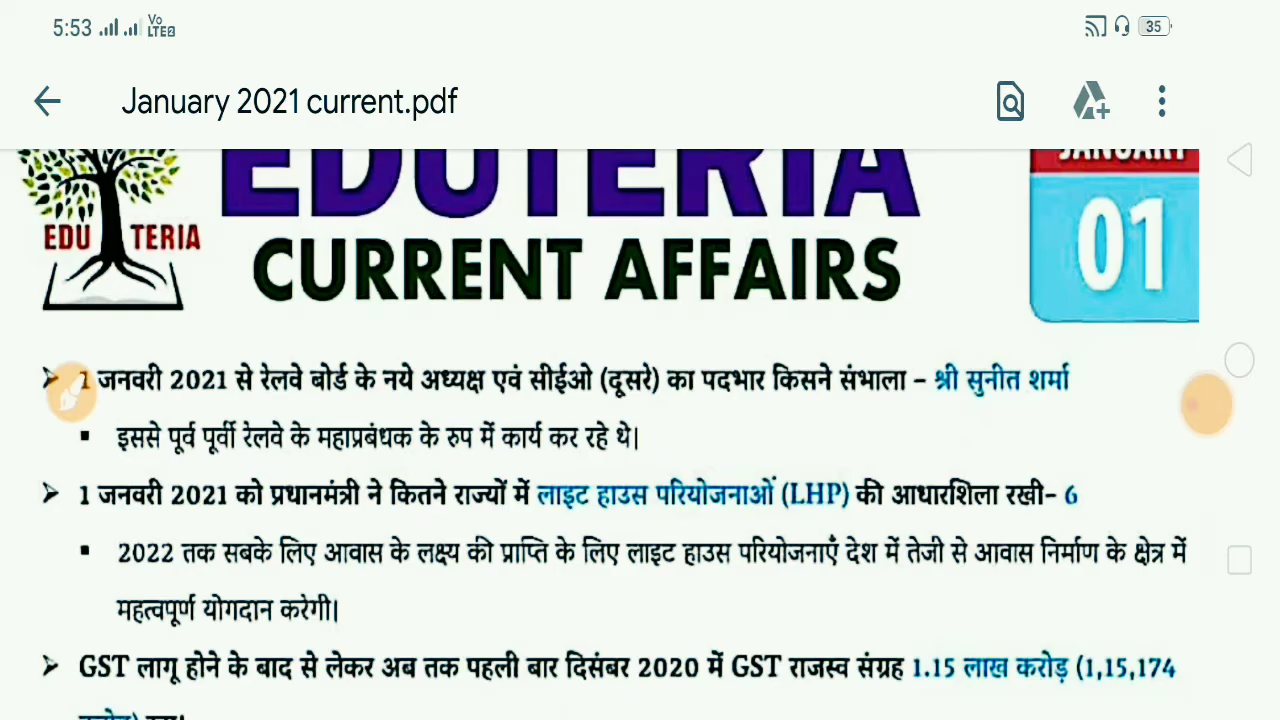 5:53 Vo LTE2 35
January 2021 current.pdf
EDUTERIA
JANUARY
01
EDU TERIA
CURRENT AFFAIRS
➤ 1 जनवरी 2021 से रेलवे बोर्ड के नये अध्यक्ष एवं सीईओ (दूसरे) का पदभार किसने संभाला – श्री सुनीत शर्मा
▪ इससे पूर्व पूर्वी रेलवे के महाप्रबंधक के रुप में कार्य कर रहे थे|
➤ 1 जनवरी 2021 को प्रधानमंत्री ने कितने राज्यों में लाइट हाउस परियोजनाओं (LHP) की आधारशिला रखी– 6
▪ 2022 तक सबके लिए आवास के लक्ष्य की प्राप्ति के लिए लाइट हाउस परियोजनाएँ देश में तेजी से आवास निर्माण के क्षेत्र में
महत्वपूर्ण योगदान करेगी|
➤ GST लागू होने के बाद से लेकर अब तक पहली बार दिसंबर 2020 में GST राजस्व संग्रह 1.15 लाख करोड़ (1,15,174